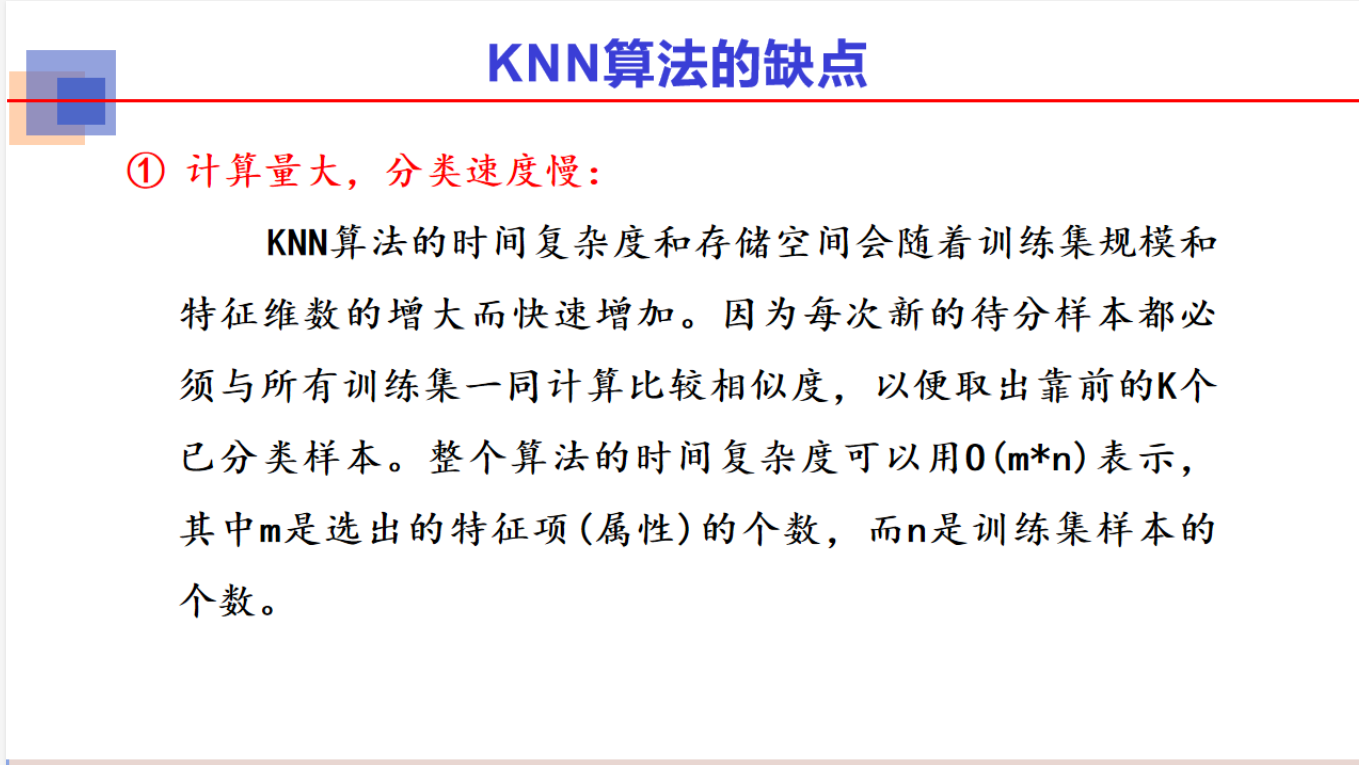 KNN算法的缺点
① 计算量大，分类速度慢：
KNN算法的时间复杂度和存储空间会随着训练集规模和
特征维数的增大而快速增加。因为每次新的待分样本都必
须与所有训练集一同计算比较相似度，以便取出靠前的K个
已分类样本。整个算法的时间复杂度可以用O(m*n)表示，
其中m是选出的特征项(属性)的个数，而n是训练集样本的
个数。